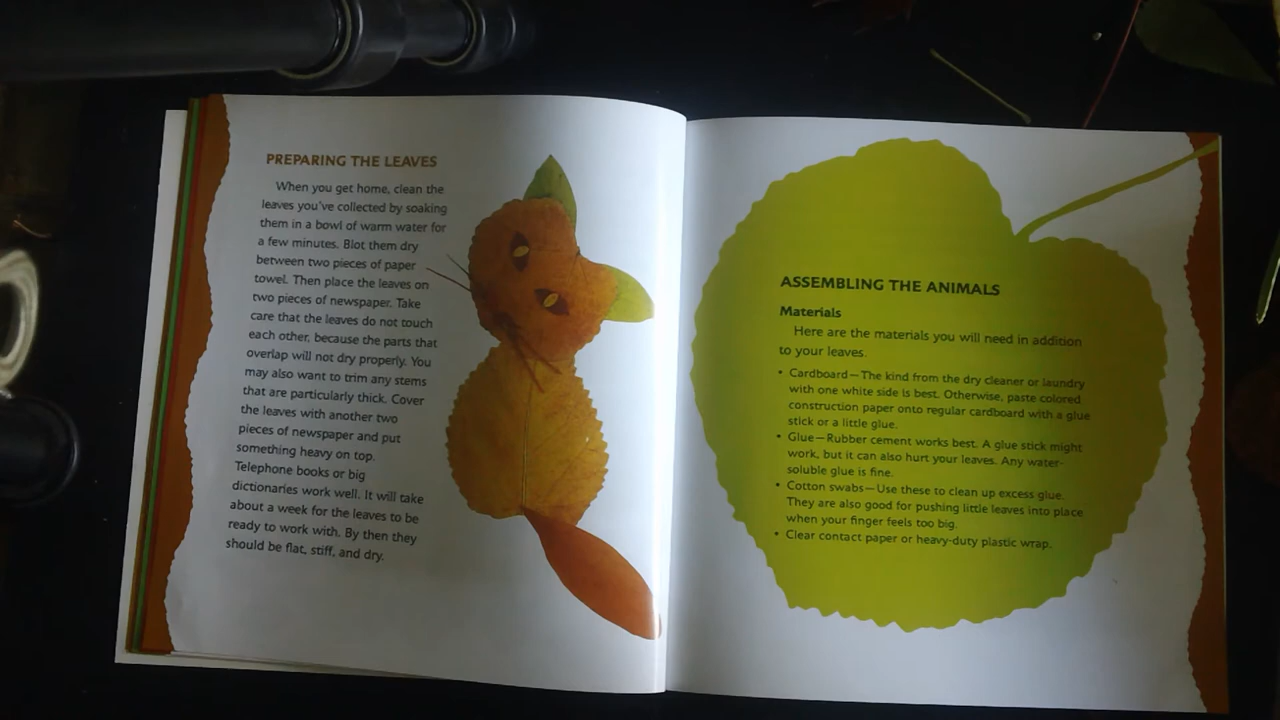 PREPARING THE LEAVES
When you get home, clean the
leaves you've collected by soaking
them in a bowl of warm water for
a few minutes. Blot them dry
between two pieces of paper
towel. Then place the leaves on
two pieces of newspaper. Take
care that the leaves do not touch
each other, because the parts that
overlap will not dry properly. You
may also want to trim any stems
that are particularly thick. Cover
the leaves with another two
pieces of newspaper and put
something heavy on top.
Telephone books or big
dictionaries work well. It will take
about a week for the leaves to be
ready to work with. By then they
should be flat, stiff, and dry.
ASSEMBLING THE ANIMALS
Materials
Here are the materials you will need in addition
to your leaves.
• Cardboard—The kind from the dry cleaner or laundry
with one white side is best. Otherwise, paste colored
construction paper onto regular cardboard with a glue
stick or a little glue.
• Glue—Rubber cement works best. A glue stick might
work, but it can also hurt your leaves. Any water-
soluble glue is fine.
• Cotton swabs—Use these to clean up excess glue.
They are also good for pushing little leaves into place
when your finger feels too big.
• Clear contact paper or heavy-duty plastic wrap.